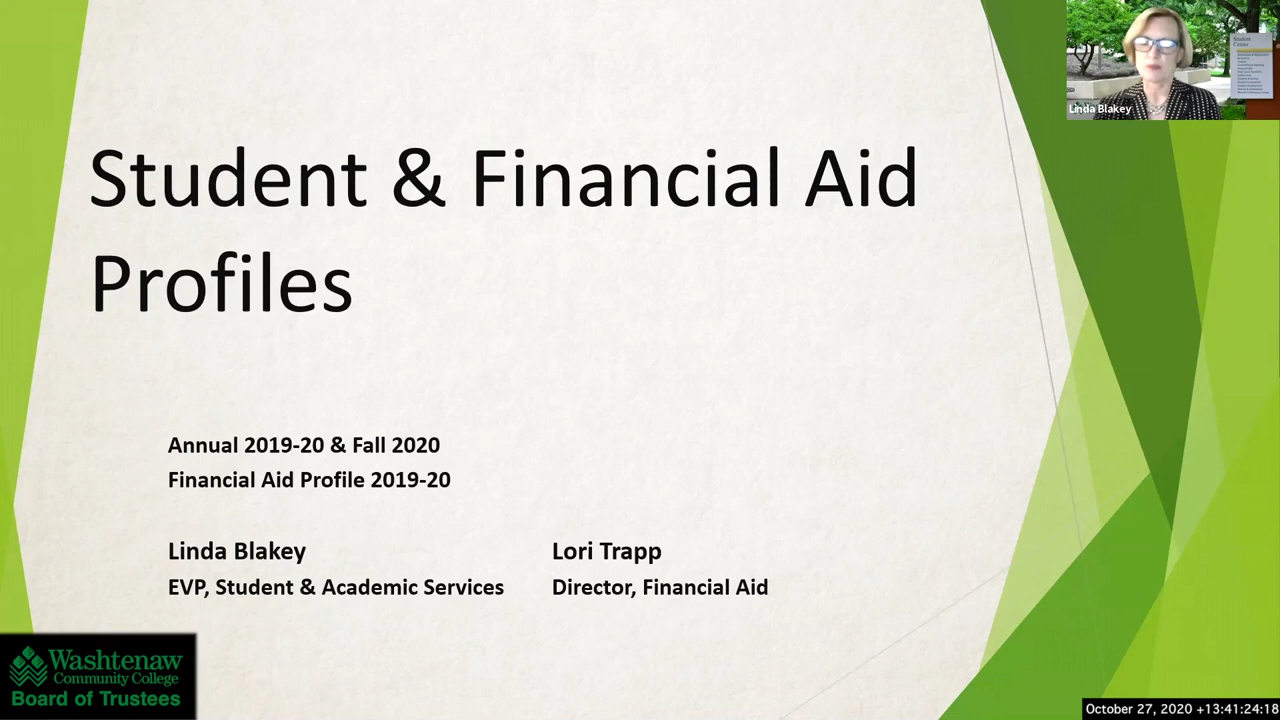 Student & Financial Aid
Profiles
Annual 2019-20 & Fall 2020
Financial Aid Profile 2019-20
Linda Blakey
EVP, Student & Academic Services
Lori Trapp
Director, Financial Aid
Student
Center
Linda Blakey
Washtenaw
Community College
Board of Trustees
October 27, 2020 +13:41:24:18